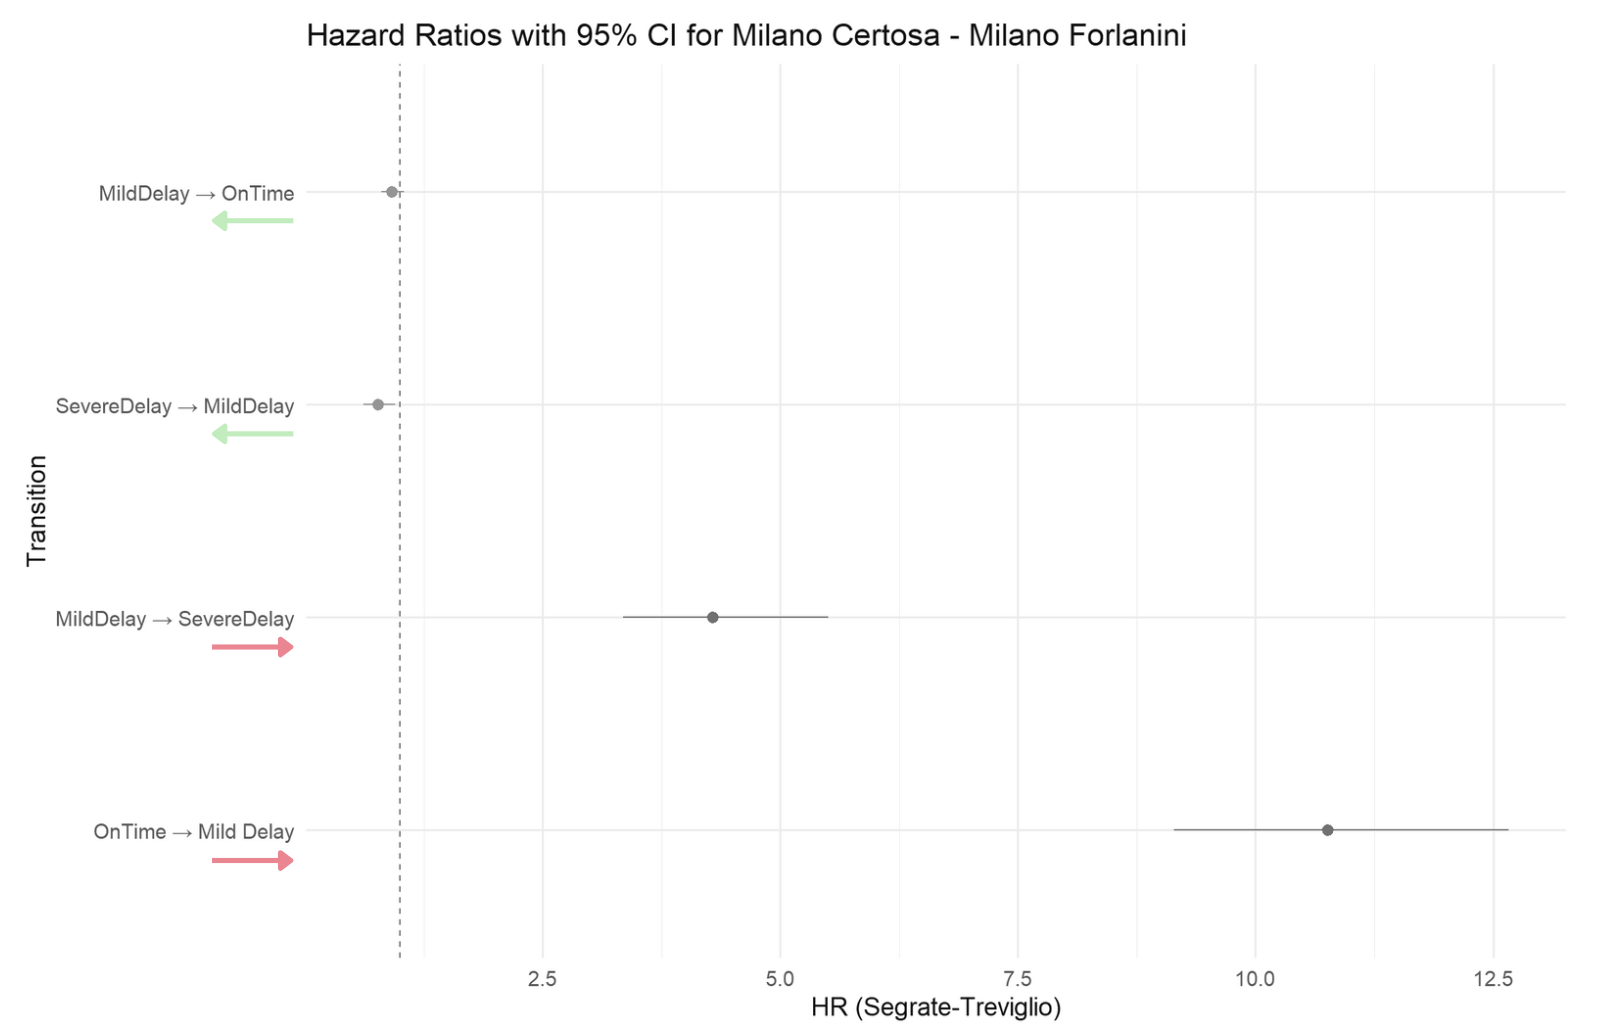 Hazard Ratios with 95% CI for Milano Certosa - Milano Forlanini
MildDelay → OnTime
SevereDelay → MildDelay
MildDelay → SevereDelay
OnTime → Mild Delay
Transition
2.5 5.0 7.5 10.0 12.5
HR (Segrate-Treviglio)